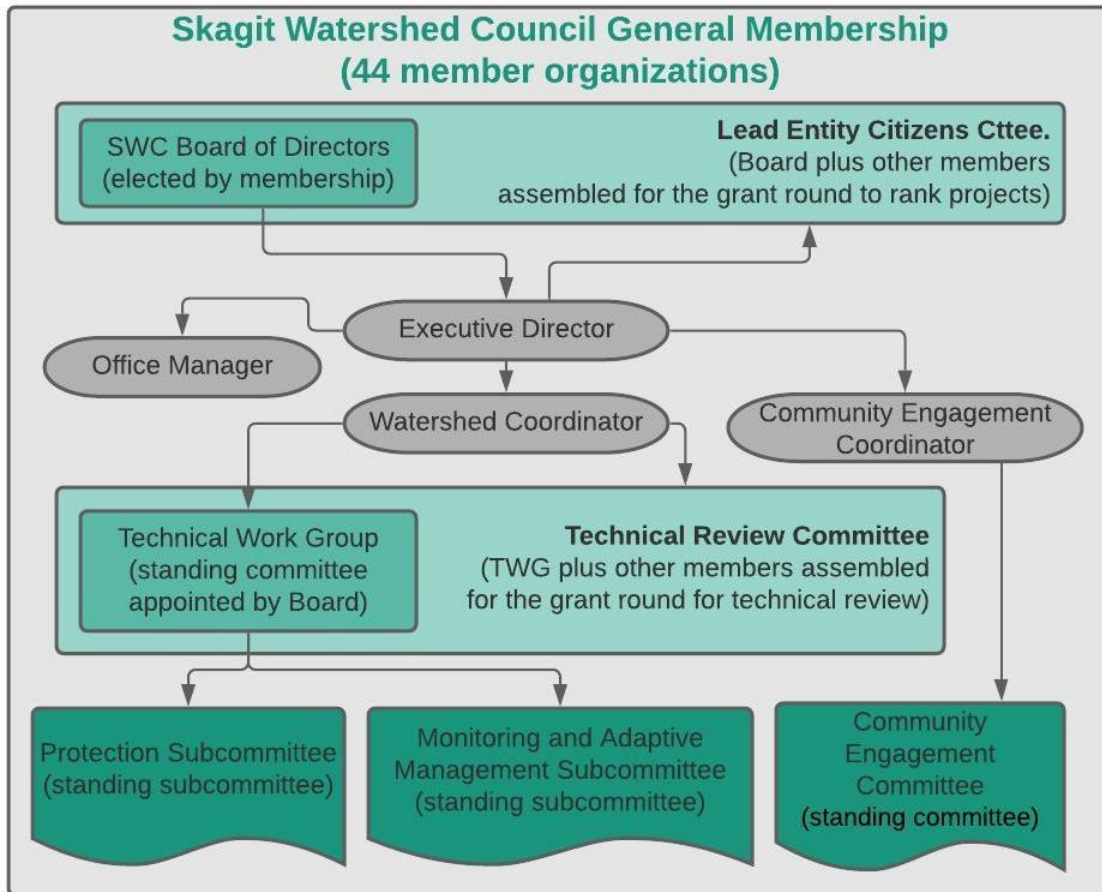 Skagit Watershed Council General Membership
(44 member organizations)
SWC Board of Directors
(elected by membership)
Lead Entity Citizens Cttee.
(Board plus other members
assembled for the grant round to rank projects)
Executive Director
Office Manager
Watershed Coordinator
Community Engagement
Coordinator
Technical Work Group
(standing committee
appointed by Board)
Technical Review Committee
(TWG plus other members assembled
for the grant round for technical review)
Protection Subcommittee
(standing subcommittee)
Monitoring and Adaptive
Management Subcommittee
(standing subcommittee)
Community
Engagement
Committee
(standing committee)